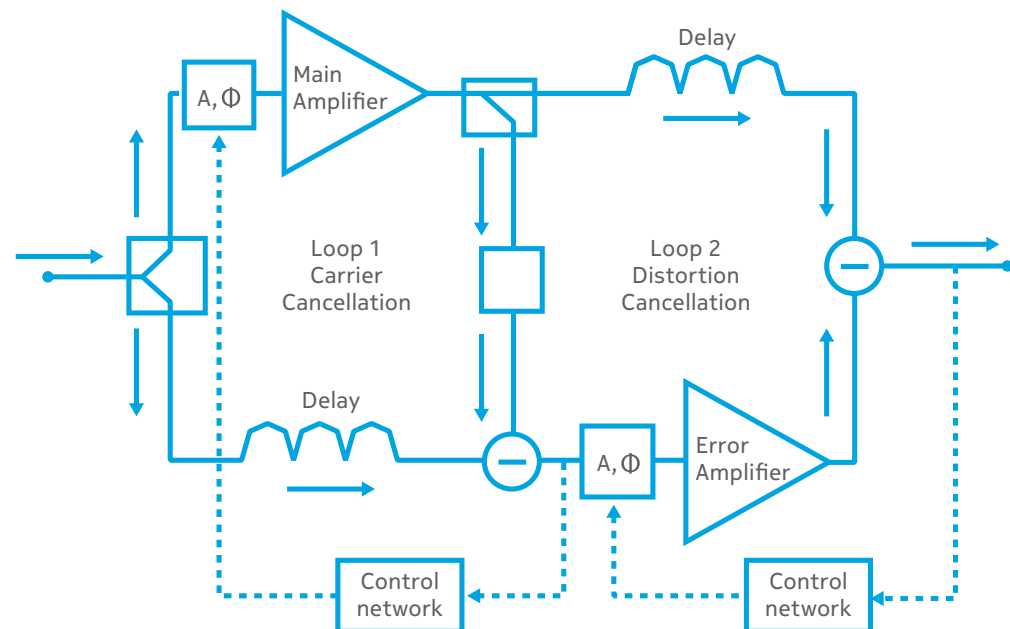 Delay
Main
Amplifier
A, Φ
Loop 1
Carrier
Cancellation
Loop 2
Distortion
Cancellation
Delay
A, Φ
Error
Amplifier
Control
network
Control
network